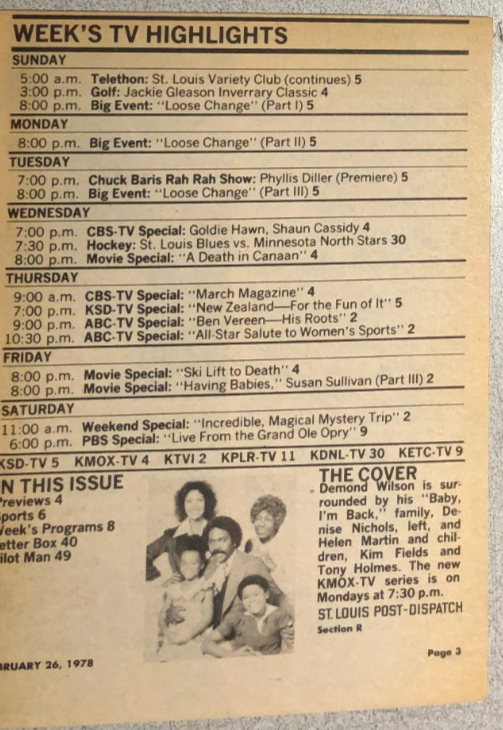 WEEK'S TV HIGHLIGHTS
SUNDAY
5:00 a.m. Telethon: St. Louis Variety Club (continues) 5
3:00 p.m. Golf: Jackie Gleason Inverrary Classic 4
8:00 p.m. Big Event: "Loose Change" (Part I) 5
MONDAY
8:00 p.m. Big Event: "Loose Change" (Part II) 5
TUESDAY
7:00 p.m. Chuck Baris Rah Rah Show: Phyllis Diller (Premiere) 5
8:00 p.m. Big Event: "Loose Change" (Part III) 5
WEDNESDAY
7:00 p.m. CBS-TV Special: Goldie Hawn, Shaun Cassidy 4
7:30 p.m. Hockey: St. Louis Blues vs. Minnesota North Stars 30
8:00 p.m. Movie Special: "A Death in Canaan" 4
THURSDAY
9:00 a.m. CBS-TV Special: "March Magazine" 4
7:00 p.m. KSD-TV Special: "New Zealand—For the Fun of It" 5
9:00 p.m. ABC-TV Special: "Ben Vereen—His Roots" 2
10:30 p.m. ABC-TV Special: "All-Star Salute to Women's Sports" 2
FRIDAY
8:00 p.m. Movie Special: "Ski Lift to Death" 4
8:00 p.m. Movie Special: "Having Babies," Susan Sullivan (Part III) 2
SATURDAY
11:00 a.m. Weekend Special: "Incredible, Magical Mystery Trip" 2
6:00 p.m. PBS Special: "Live From the Grand Ole Opry" 9
KSD-TV 5 KMOX-TV 4 KTVI 2 KPLR-TV 11 KDNL-TV 30 KETC-TV 9
N THIS ISSUE
reviews 4
ports 6
eek's Programs 8
etter Box 40
ilot Man 49
THE COVER
Demond Wilson is sur-
rounded by his "Baby,
I'm Back," family, De-
nise Nichols, left, and
Helen Martin and chil-
dren, Kim Fields and
Tony Holmes. The new
KMOX-TV series is on
Mondays at 7:30 p.m.
ST. LOUIS POST-DISPATCH
Section R
BRUARY 26, 1978
Page 3